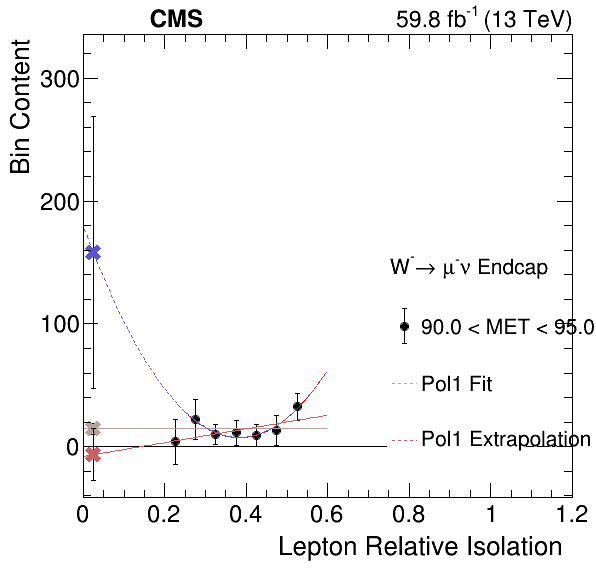 CMS
59.8 fb⁻¹ (13 TeV)
Bin Content
300
200
100
0
W⁻→ μ⁻ν Endcap
90.0 < MET < 95.0
Pol1 Fit
Pol1 Extrapolation
0 0.2 0.4 0.6 0.8 1 1.2
Lepton Relative Isolation